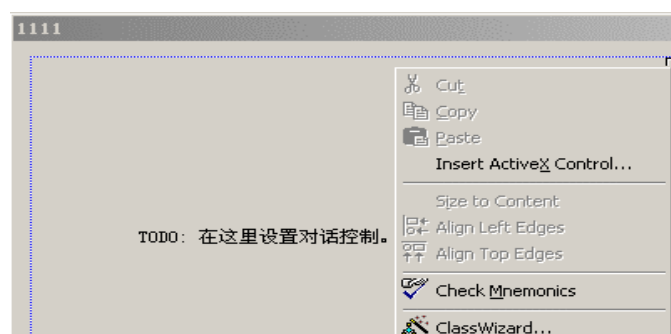 1111
Cut
Copy
Paste
Insert ActiveX Control...
Size to Content
TODO: 在这里设置对话控制。
Align Left Edges
Align Top Edges
Check Mnemonics
ClassWizard...